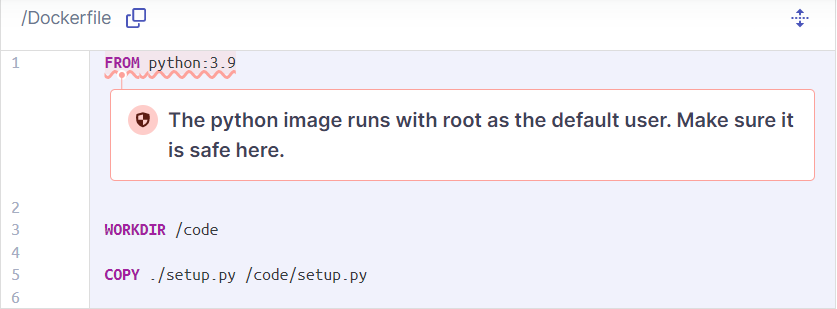 /Dockerfile
1 FROM python:3.9
The python image runs with root as the default user. Make sure it
is safe here.
2
3 WORKDIR /code
4
5 COPY ./setup.py /code/setup.py
6